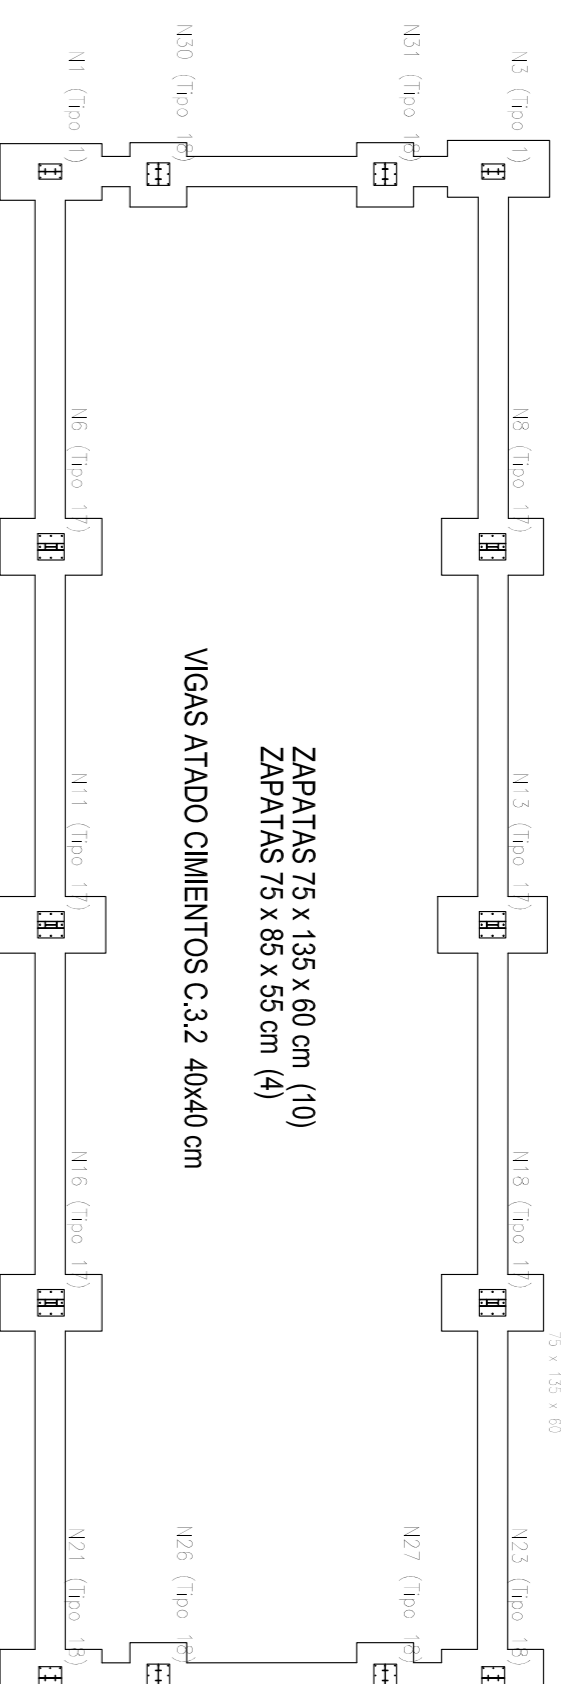 N1 (Tipo 1)
N30 (Tipo 18)
N31 (Tipo 18)
N3 (Tipo 1)
N6 (Tipo 17)
N8 (Tipo 17)
ZAPATAS 75 x 135 x 60 cm (10)
ZAPATAS 75 x 85 x 55 cm (4)
VIGAS ATADO CIMIENTOS C.3.2 40x40 cm
N11 (Tipo 17)
N13 (Tipo 17)
N16 (Tipo 17)
N18 (Tipo 17)
75 x 135 x 60
N21 (Tipo 18)
N26 (Tipo 18)
N27 (Tipo 18)
N23 (Tipo 18)